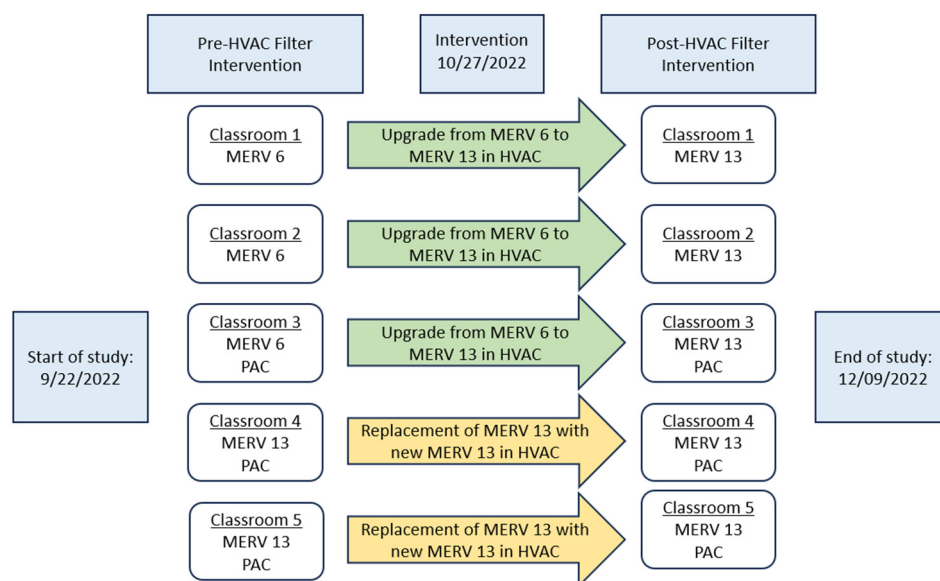 Pre-HVAC Filter
Intervention
Intervention
10/27/2022
Post-HVAC Filter
Intervention
Classroom 1
MERV 6
Upgrade from MERV 6 to
MERV 13 in HVAC
Classroom 1
MERV 13
Classroom 2
MERV 6
Upgrade from MERV 6 to
MERV 13 in HVAC
Classroom 2
MERV 13
Start of study:
9/22/2022
Classroom 3
MERV 6
PAC
Upgrade from MERV 6 to
MERV 13 in HVAC
Classroom 3
MERV 13
PAC
End of study:
12/09/2022
Classroom 4
MERV 13
PAC
Replacement of MERV 13 with
new MERV 13 in HVAC
Classroom 4
MERV 13
PAC
Classroom 5
MERV 13
PAC
Replacement of MERV 13 with
new MERV 13 in HVAC
Classroom 5
MERV 13
PAC